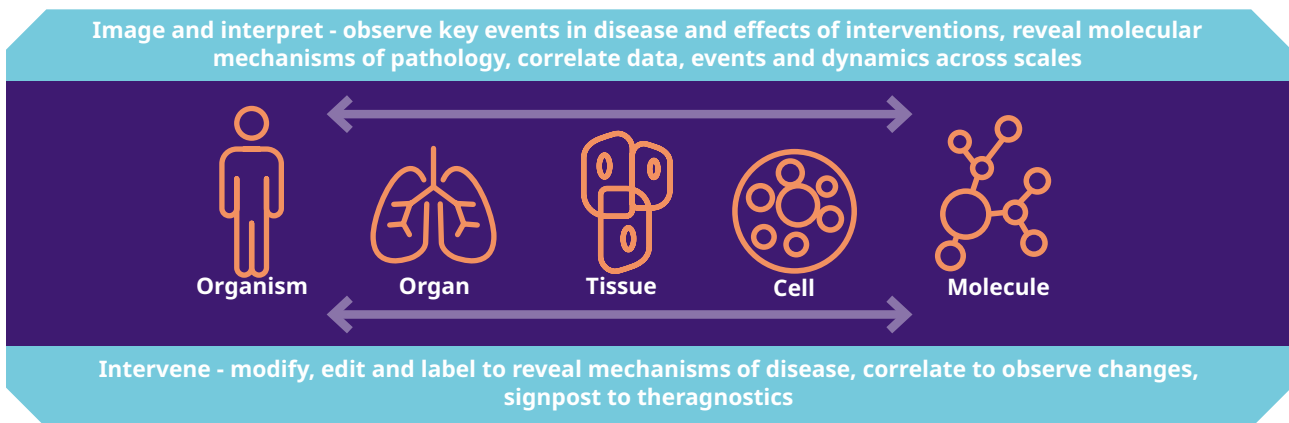 Image and interpret - observe key events in disease and effects of interventions, reveal molecular
mechanisms of pathology, correlate data, events and dynamics across scales
Organism
Organ
Tissue
Cell
Molecule
Intervene - modify, edit and label to reveal mechanisms of disease, correlate to observe changes,
signpost to theragnostics